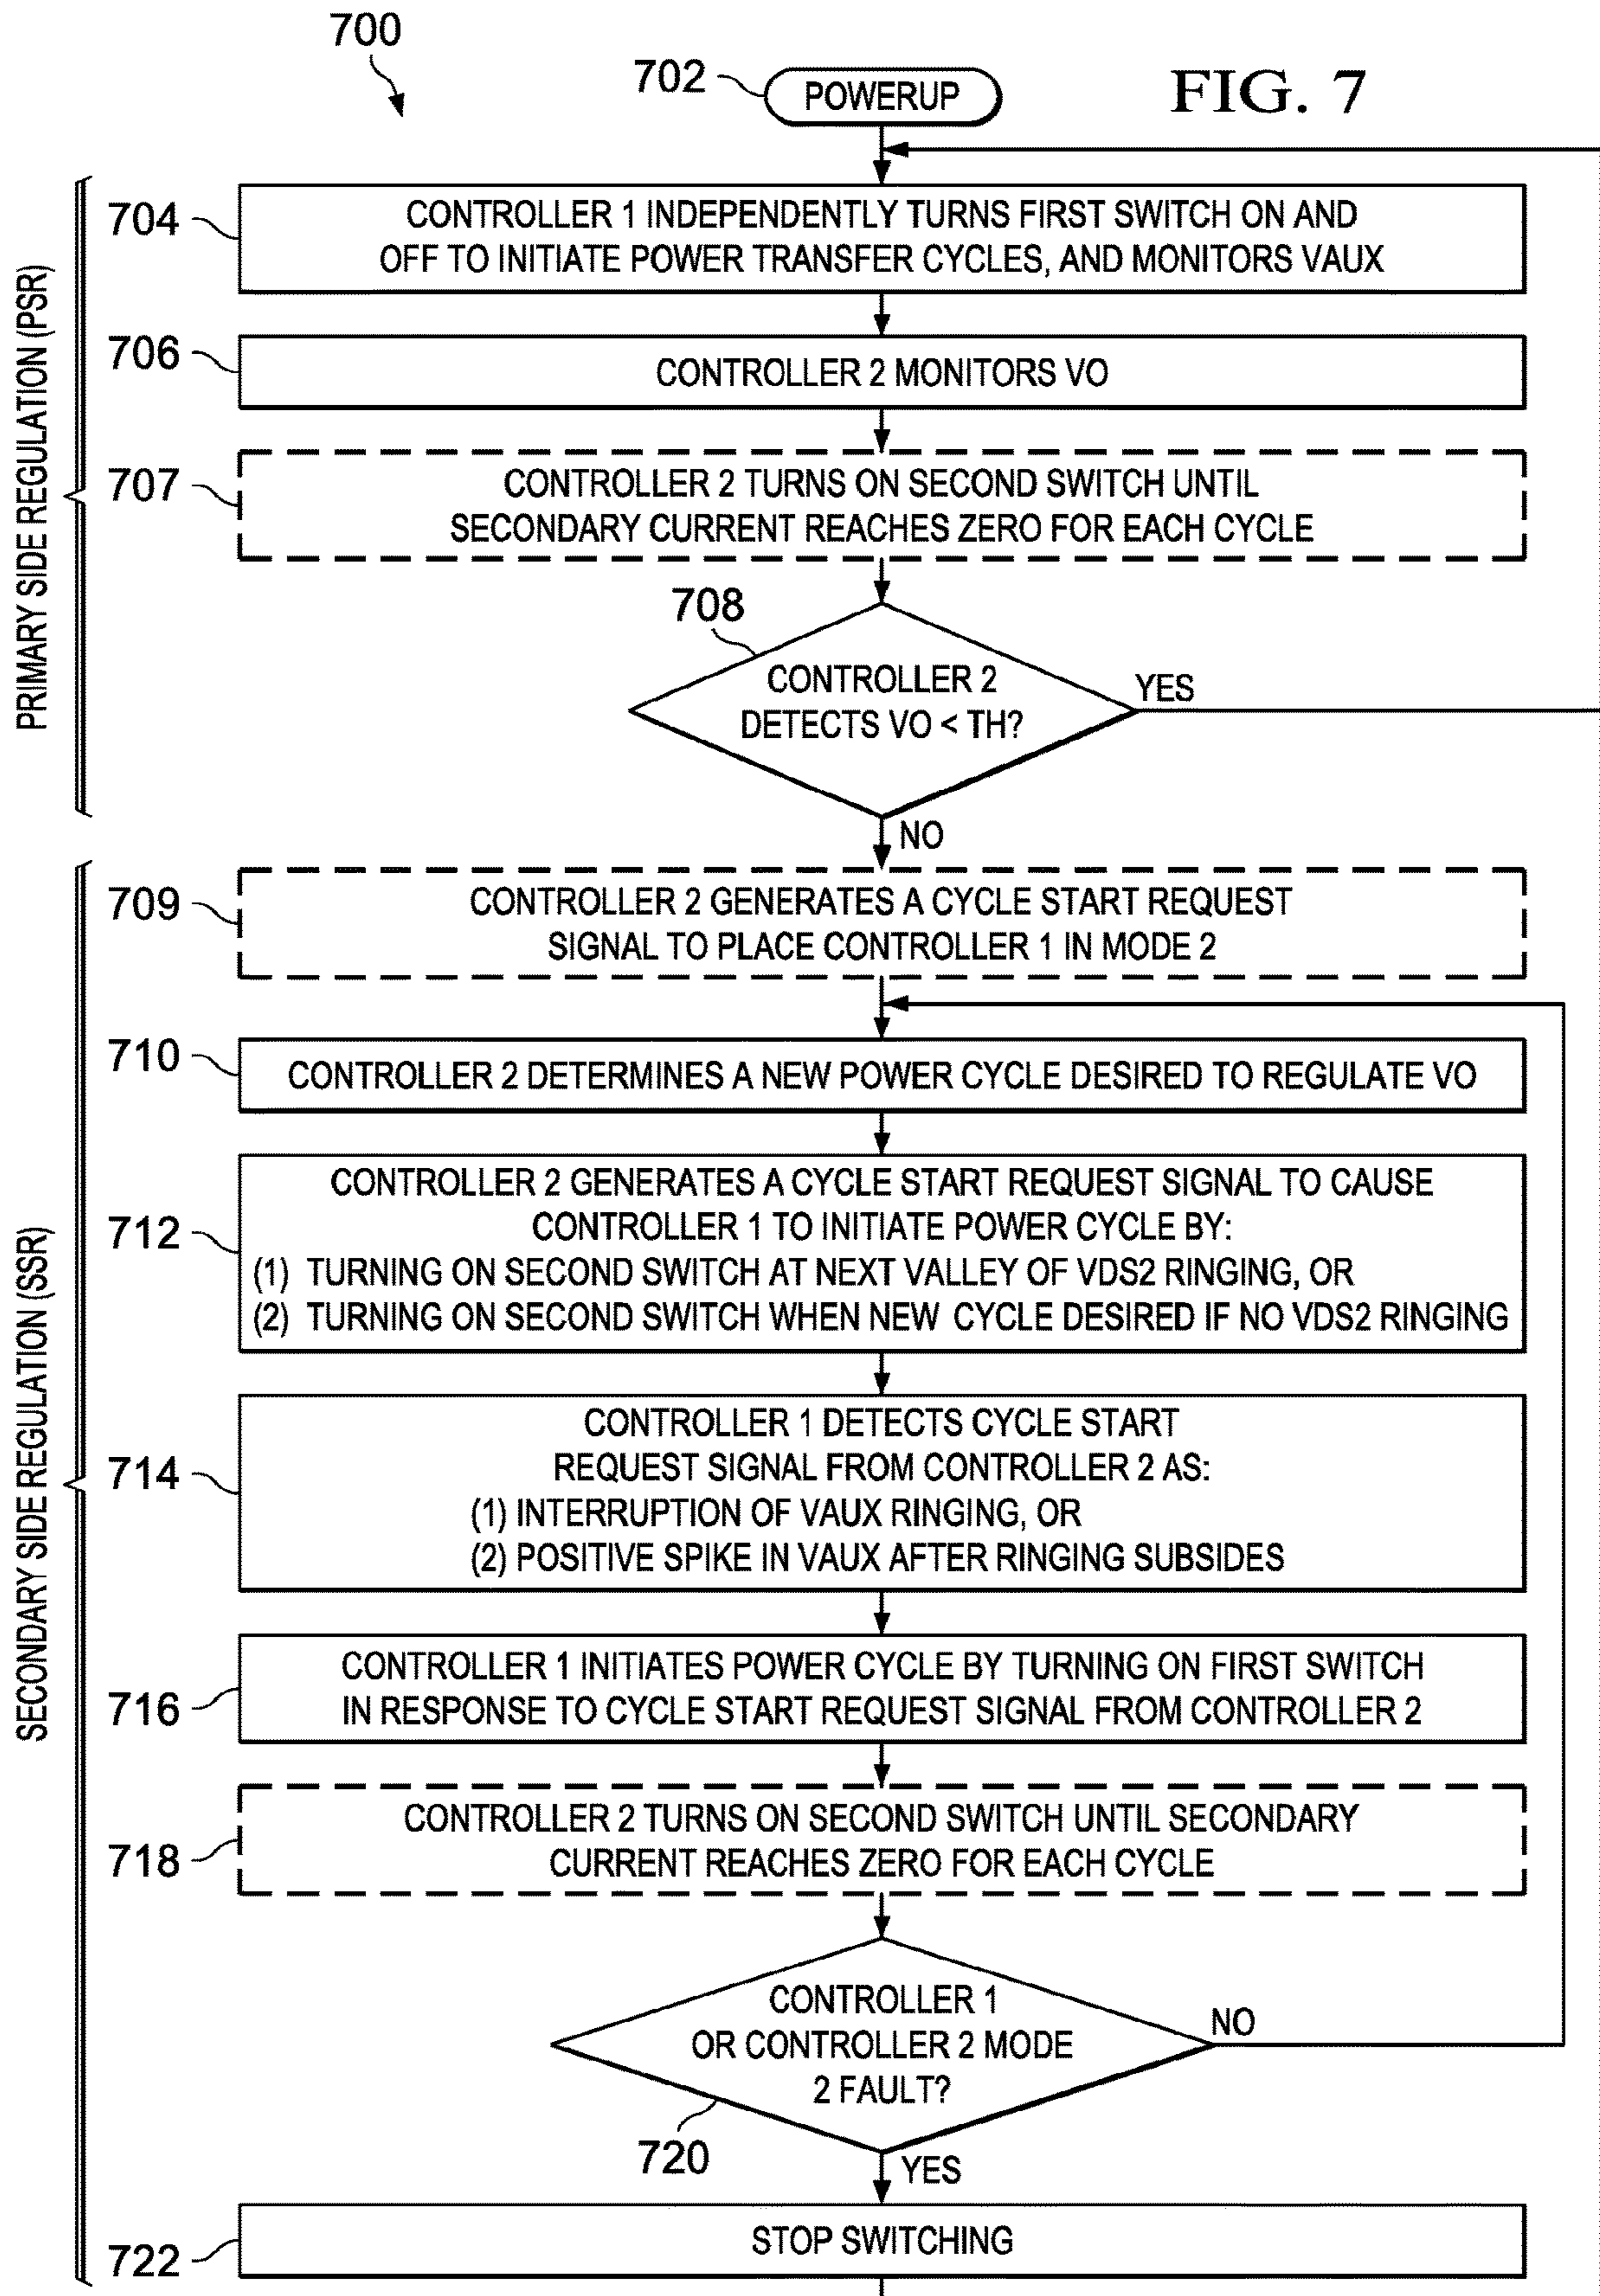 700
702
POWERUP
FIG. 7
PRIMARY SIDE REGULATION (PSR)
704
CONTROLLER 1 INDEPENDENTLY TURNS FIRST SWITCH ON AND
OFF TO INITIATE POWER TRANSFER CYCLES, AND MONITORS VAUX
706
CONTROLLER 2 MONITORS VO
707
CONTROLLER 2 TURNS ON SECOND SWITCH UNTIL
SECONDARY CURRENT REACHES ZERO FOR EACH CYCLE
708
CONTROLLER 2
DETECTS VO < TH?
YES
NO
SECONDARY SIDE REGULATION (SSR)
709
CONTROLLER 2 GENERATES A CYCLE START REQUEST
SIGNAL TO PLACE CONTROLLER 1 IN MODE 2
710
CONTROLLER 2 DETERMINES A NEW POWER CYCLE DESIRED TO REGULATE VO
712
CONTROLLER 2 GENERATES A CYCLE START REQUEST SIGNAL TO CAUSE
CONTROLLER 1 TO INITIATE POWER CYCLE BY:
(1) TURNING ON SECOND SWITCH AT NEXT VALLEY OF VDS2 RINGING, OR
(2) TURNING ON SECOND SWITCH WHEN NEW CYCLE DESIRED IF NO VDS2 RINGING
714
CONTROLLER 1 DETECTS CYCLE START
REQUEST SIGNAL FROM CONTROLLER 2 AS:
(1) INTERRUPTION OF VAUX RINGING, OR
(2) POSITIVE SPIKE IN VAUX AFTER RINGING SUBSIDES
716
CONTROLLER 1 INITIATES POWER CYCLE BY TURNING ON FIRST SWITCH
IN RESPONSE TO CYCLE START REQUEST SIGNAL FROM CONTROLLER 2
718
CONTROLLER 2 TURNS ON SECOND SWITCH UNTIL SECONDARY
CURRENT REACHES ZERO FOR EACH CYCLE
CONTROLLER 1
OR CONTROLLER 2 MODE
2 FAULT?
NO
720
YES
722
STOP SWITCHING